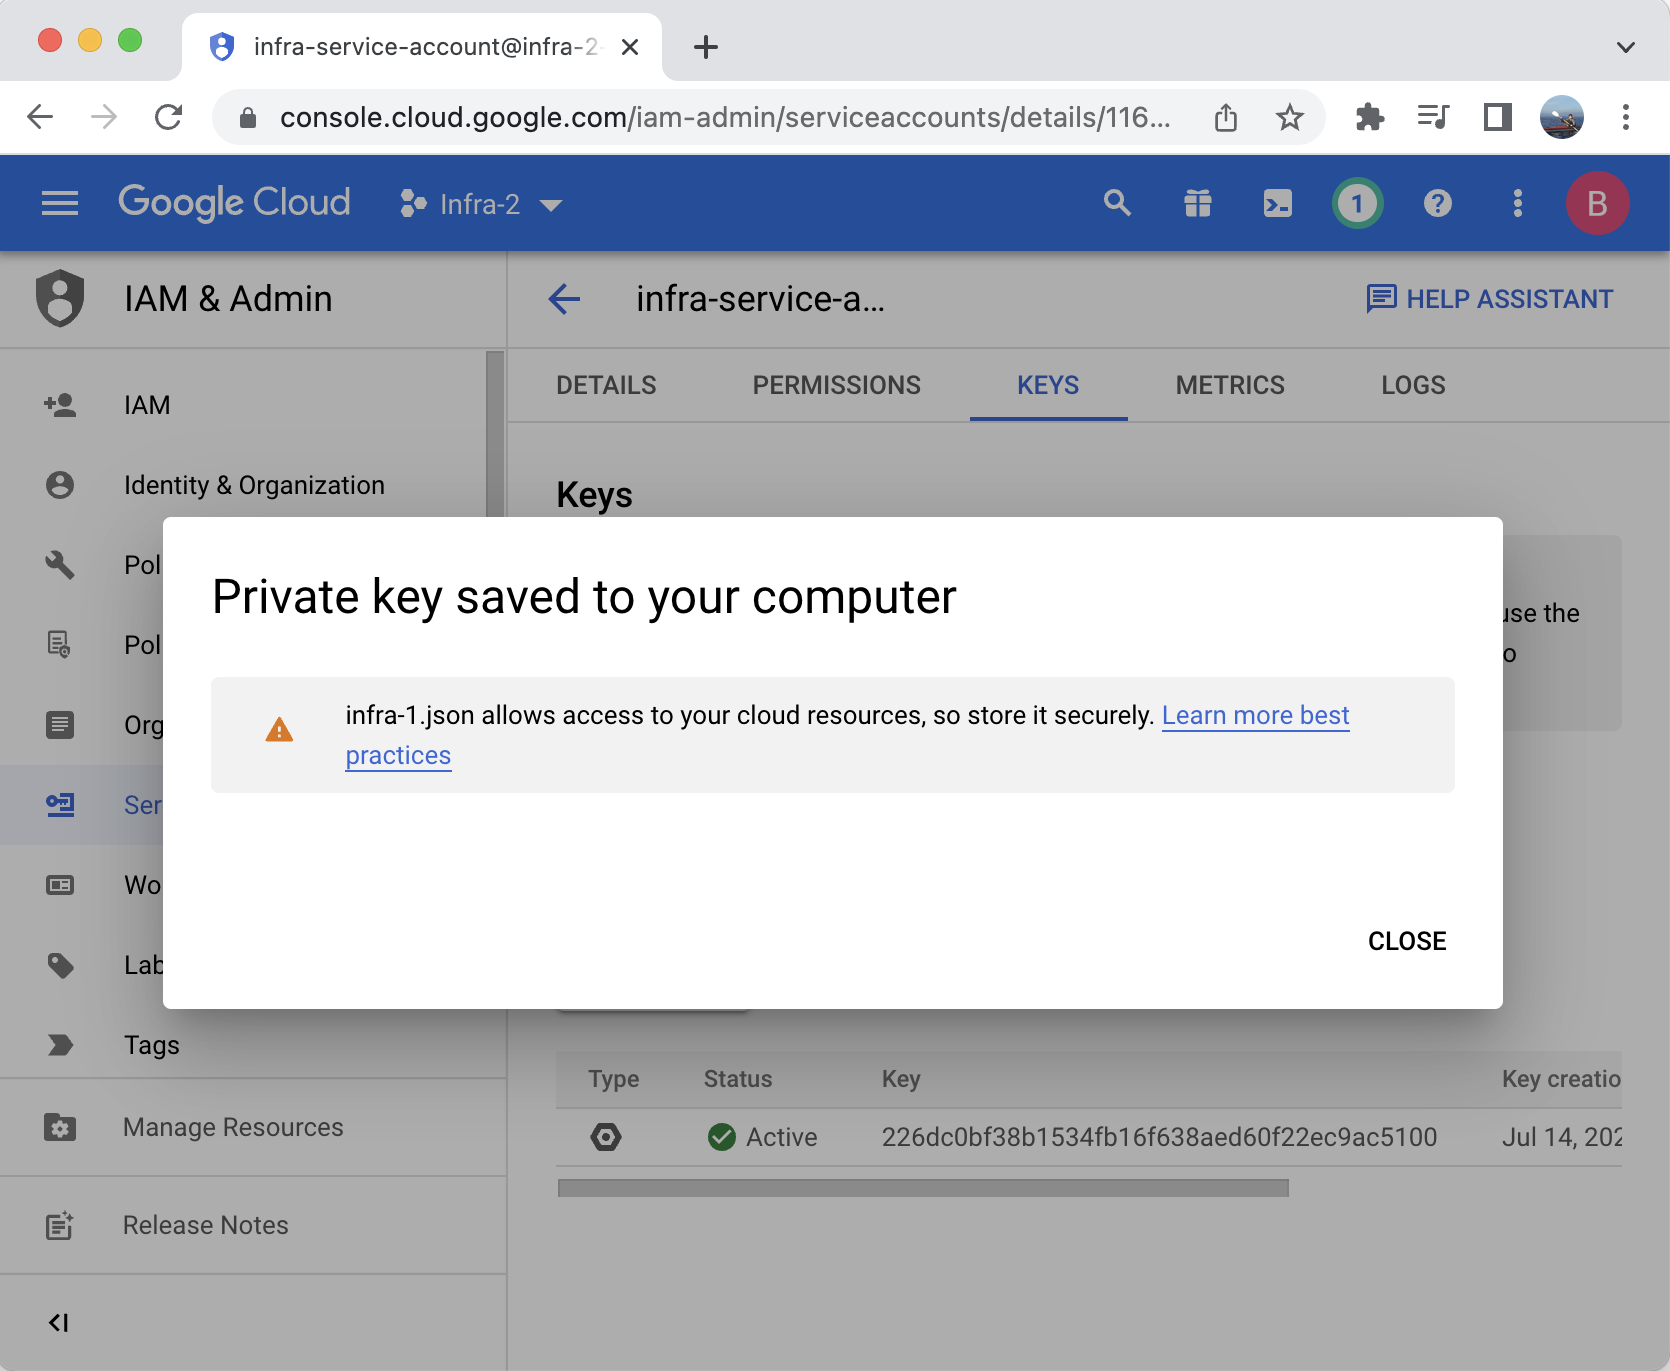 infra-service-account@infra-2-
console.cloud.google.com/iam-admin/serviceaccounts/details/116...
Google Cloud
Infra-2
1
B
IAM & Admin
infra-service-a...
HELP ASSISTANT
DETAILS
PERMISSIONS
KEYS
METRICS
LOGS
IAM
Identity & Organization
Pol
Pol
Org
Ser
Wo
Lab
Tags
Manage Resources
Release Notes
Keys
use the
o
Private key saved to your computer
infra-1.json allows access to your cloud resources, so store it securely. Learn more best
practices
CLOSE
Type
Status
Key
Key creatio
Active
226dc0bf38b1534fb16f638aed60f22ec9ac5100
Jul 14, 202